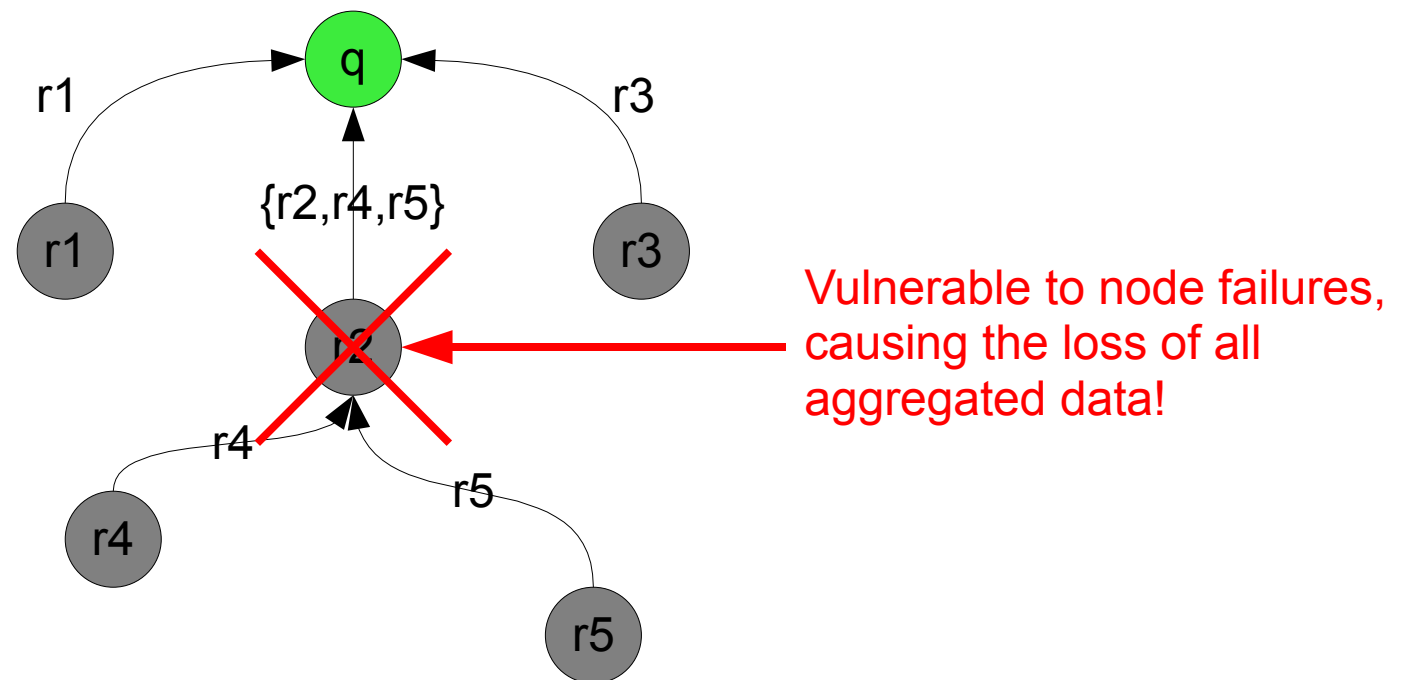 q
r1
r3
{r2,r4,r5}
r1
r3
Vulnerable to node failures,
causing the loss of all
aggregated data!
r2
r4
r5
r4
r5